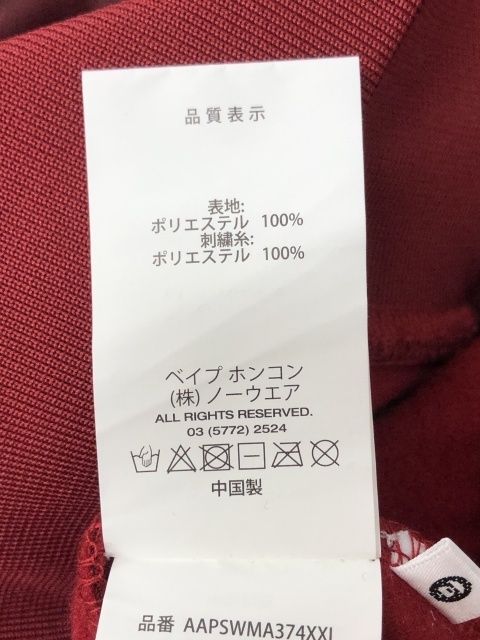 品質表示
表地:
ポリエステル 100%
刺繍糸:
ポリエステル 100%
ベイプ ホンコン
(株) ノーウエア
ALL RIGHTS RESERVED.
03 (5772) 2524
中国製
品番 AAPSWMA374XXL